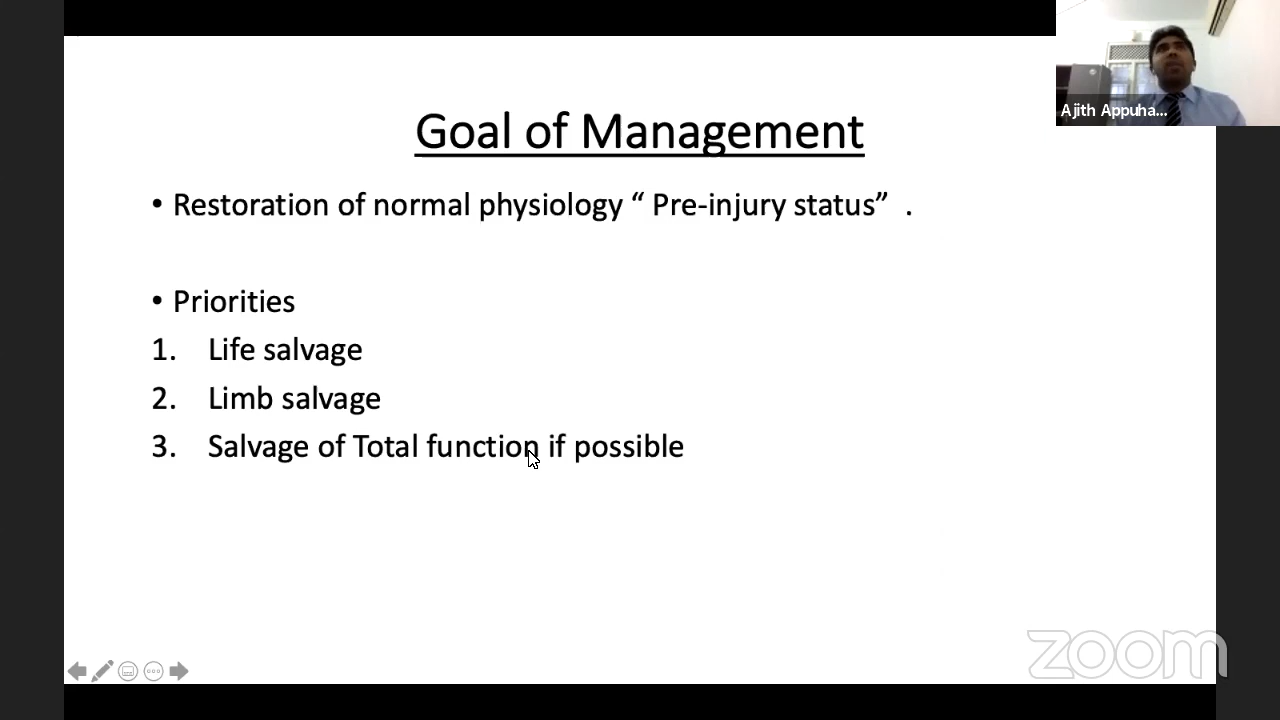 Goal of Management
Ajith Appuha...
• Restoration of normal physiology “ Pre-injury status”  .
• Priorities
1. Life salvage
2. Limb salvage
3. Salvage of Total function if possible
zoom